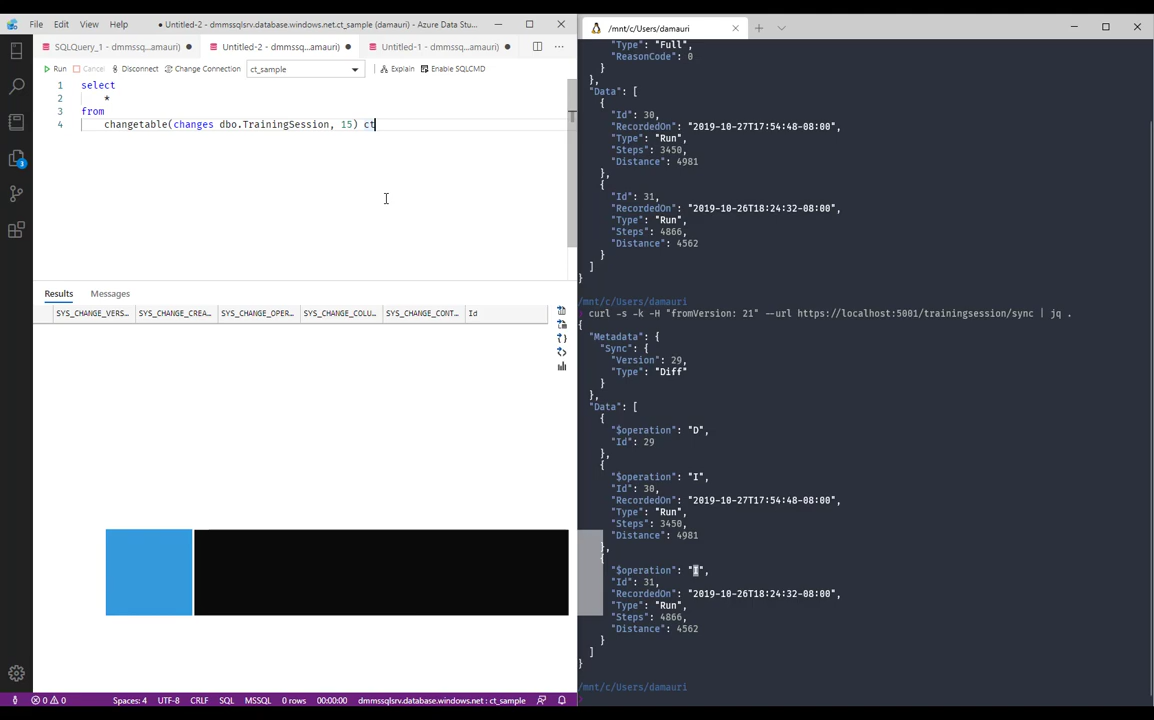 File Edit View Help
● Untitled-2 - dmmssqlsrv.database.windows.net.ct_sample (damauri) - Azure Data Stu...
SQLQuery_1 - dmmssq...amauri) ●
Untitled-2 - dmmssq...amauri) ●
Untitled-1 - dmmssq...amauri) ●
Run Cancel Disconnect Change Connection ct_sample Explain Enable SQLCMD
1 select
2 *
3 from
4 changetable(changes dbo.TrainingSession, 15) ct
3
Results Messages
SYS_CHANGE_VERS... SYS_CHANGE_CREA... SYS_CHANGE_OPER... SYS_CHANGE_COLU... SYS_CHANGE_CONT... Id
0 0 Spaces: 4 UTF-8 CRLF SQL MSSQL 0 rows 00:00:00 dmmssqlsrv.database.windows.net : ct_sample
/mnt/c/Users/damauri
"Type": "Full",
"ReasonCode": 0
}
},
"Data": [
{
"Id": 30,
"RecordedOn": "2019-10-27T17:54:48-08:00",
"Type": "Run",
"Steps": 3450,
"Distance": 4981
},
{
"Id": 31,
"RecordedOn": "2019-10-26T18:24:32-08:00",
"Type": "Run",
"Steps": 4866,
"Distance": 4562
}
]
}
/mnt/c/Users/damauri
curl -s -k -H "fromVersion: 21" --url https://localhost:5001/trainingsession/sync | jq .
{
"Metadata": {
"Sync": {
"Version": 29,
"Type": "Diff"
}
},
"Data": [
{
"$operation": "D",
"Id": 29
},
{
"$operation": "I",
"Id": 30,
"RecordedOn": "2019-10-27T17:54:48-08:00",
"Type": "Run",
"Steps": 3450,
"Distance": 4981
},
{
"$operation": "I",
"Id": 31,
"RecordedOn": "2019-10-26T18:24:32-08:00",
"Type": "Run",
"Steps": 4866,
"Distance": 4562
}
]
}
/mnt/c/Users/damauri